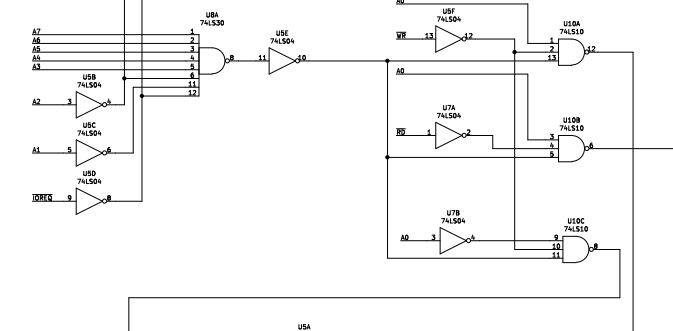 A0
U8A
74LS30
A7 1
A6 2
A5 3
A4 4 8
A3 5
6
11
12
U5E
74LS04
11 10
U5B
74LS04
A2 3 4
U5C
74LS04
A1 5 6
U5D
74LS04
IOREQ 9 8
U5F
74LS04
WR 13 12
U10A
74LS10
1
2 12
13
A0
U7A
74LS04
RD 1 2
U10B
74LS10
3
4 6
5
U7B
74LS04
A0 3 4
U10C
74LS10
9
10 8
11
U5A